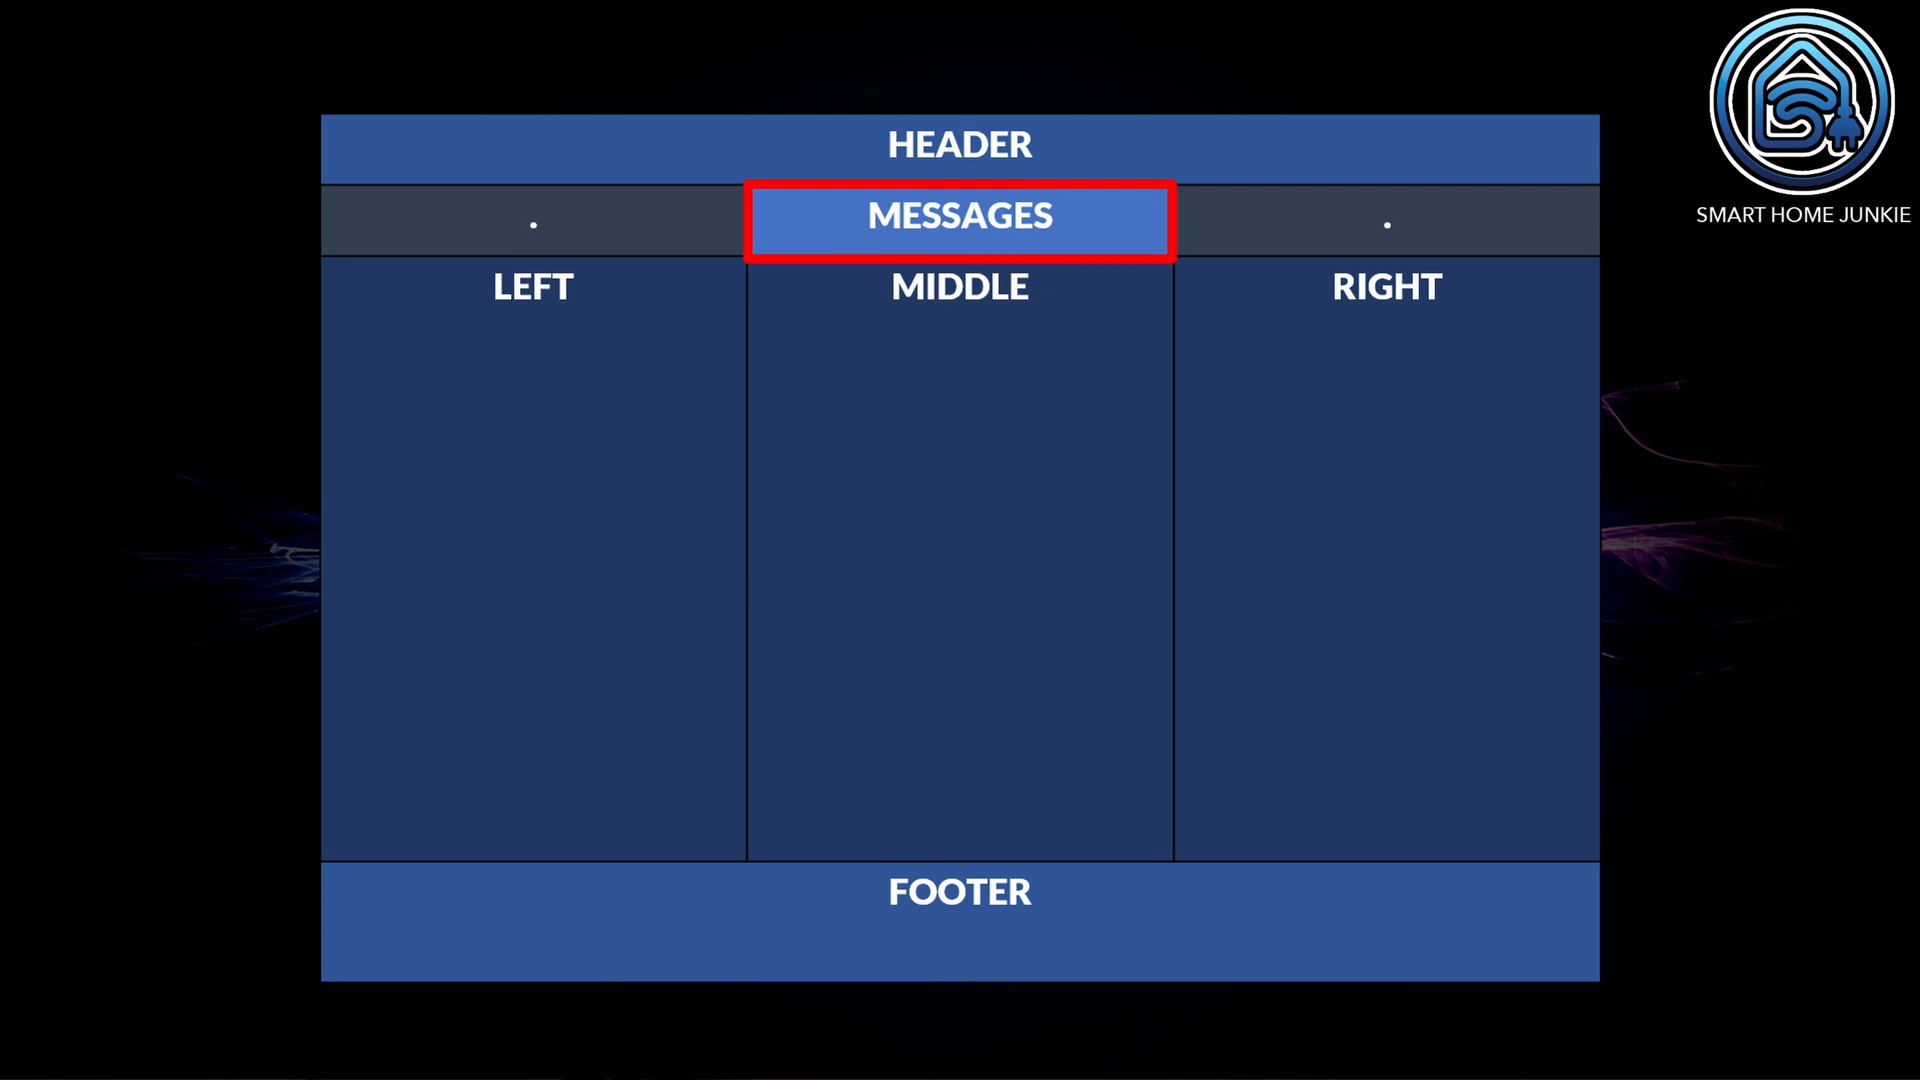 HEADER
. MESSAGES .
LEFT MIDDLE RIGHT
FOOTER
SMART HOME JUNKIE